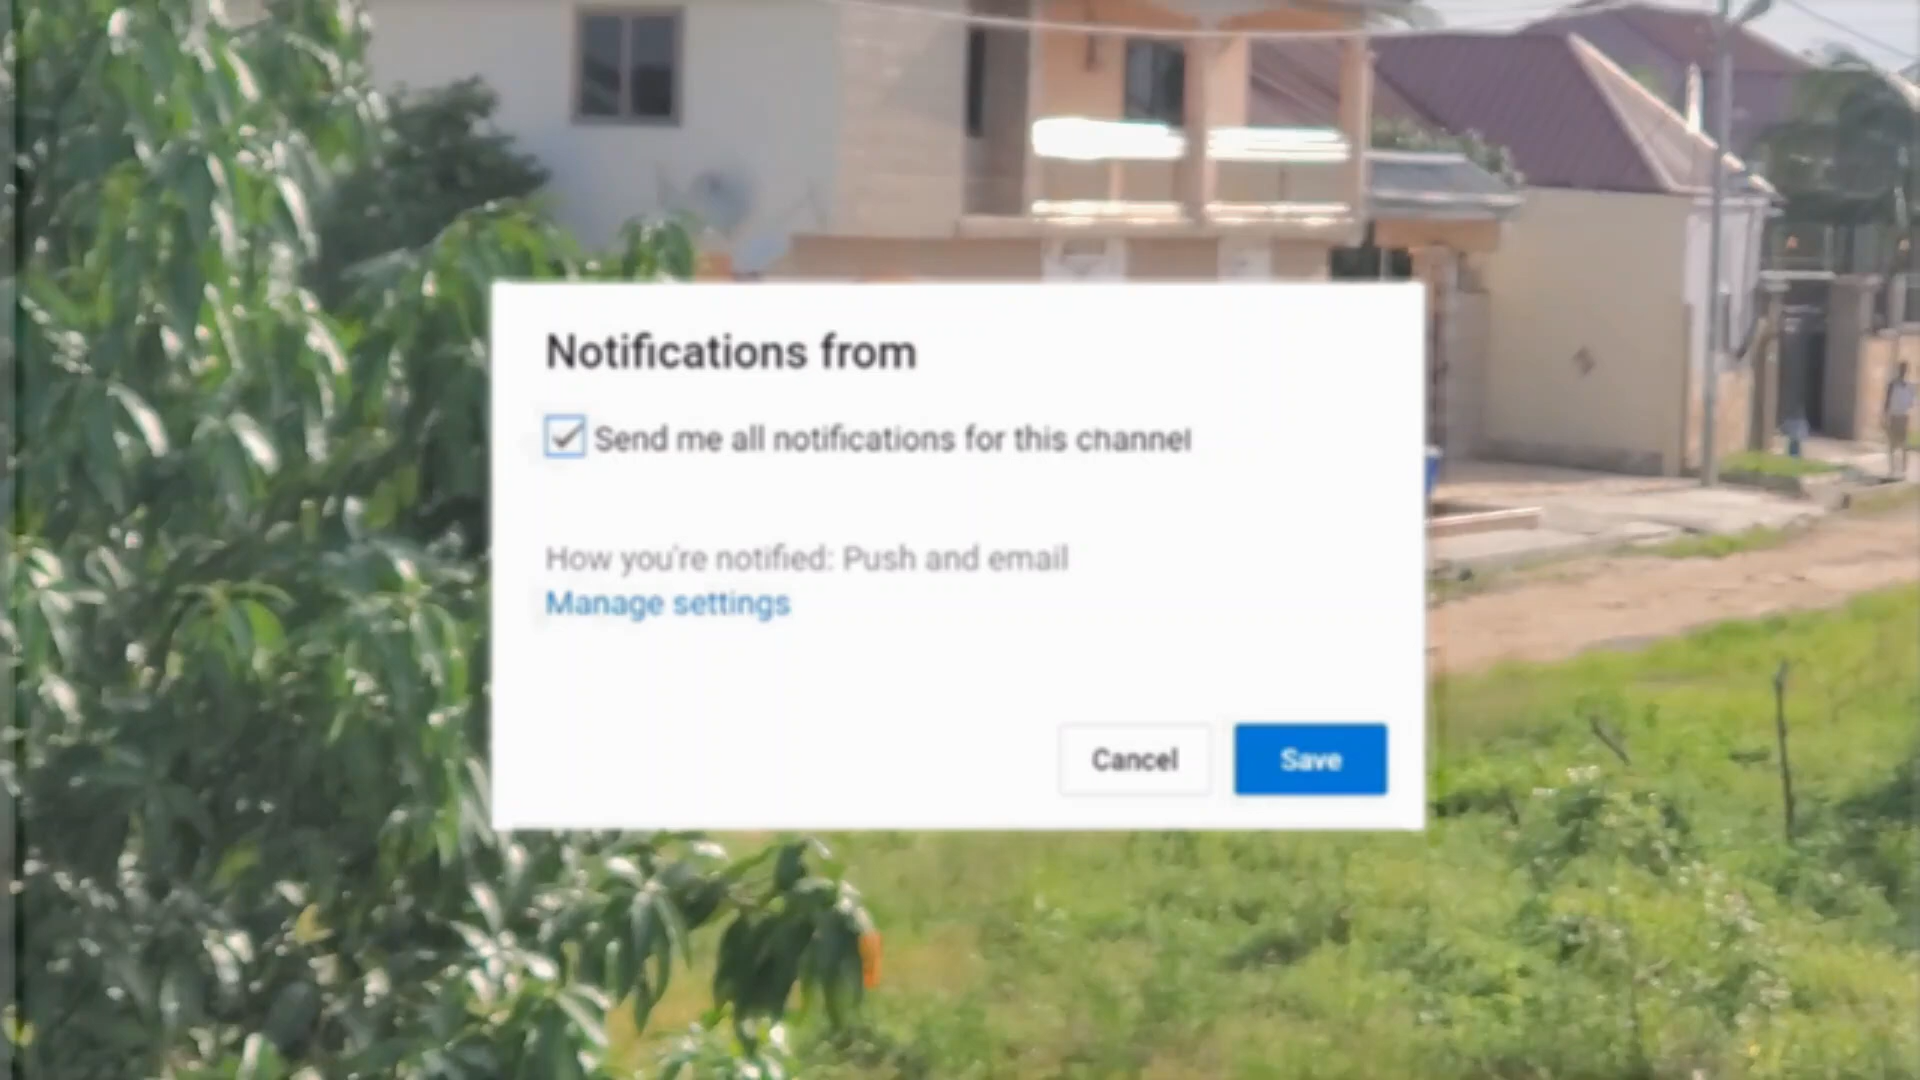 Notifications from
Send me all notifications for this channel
How you're notified: Push and email
Manage settings
Cancel
Save